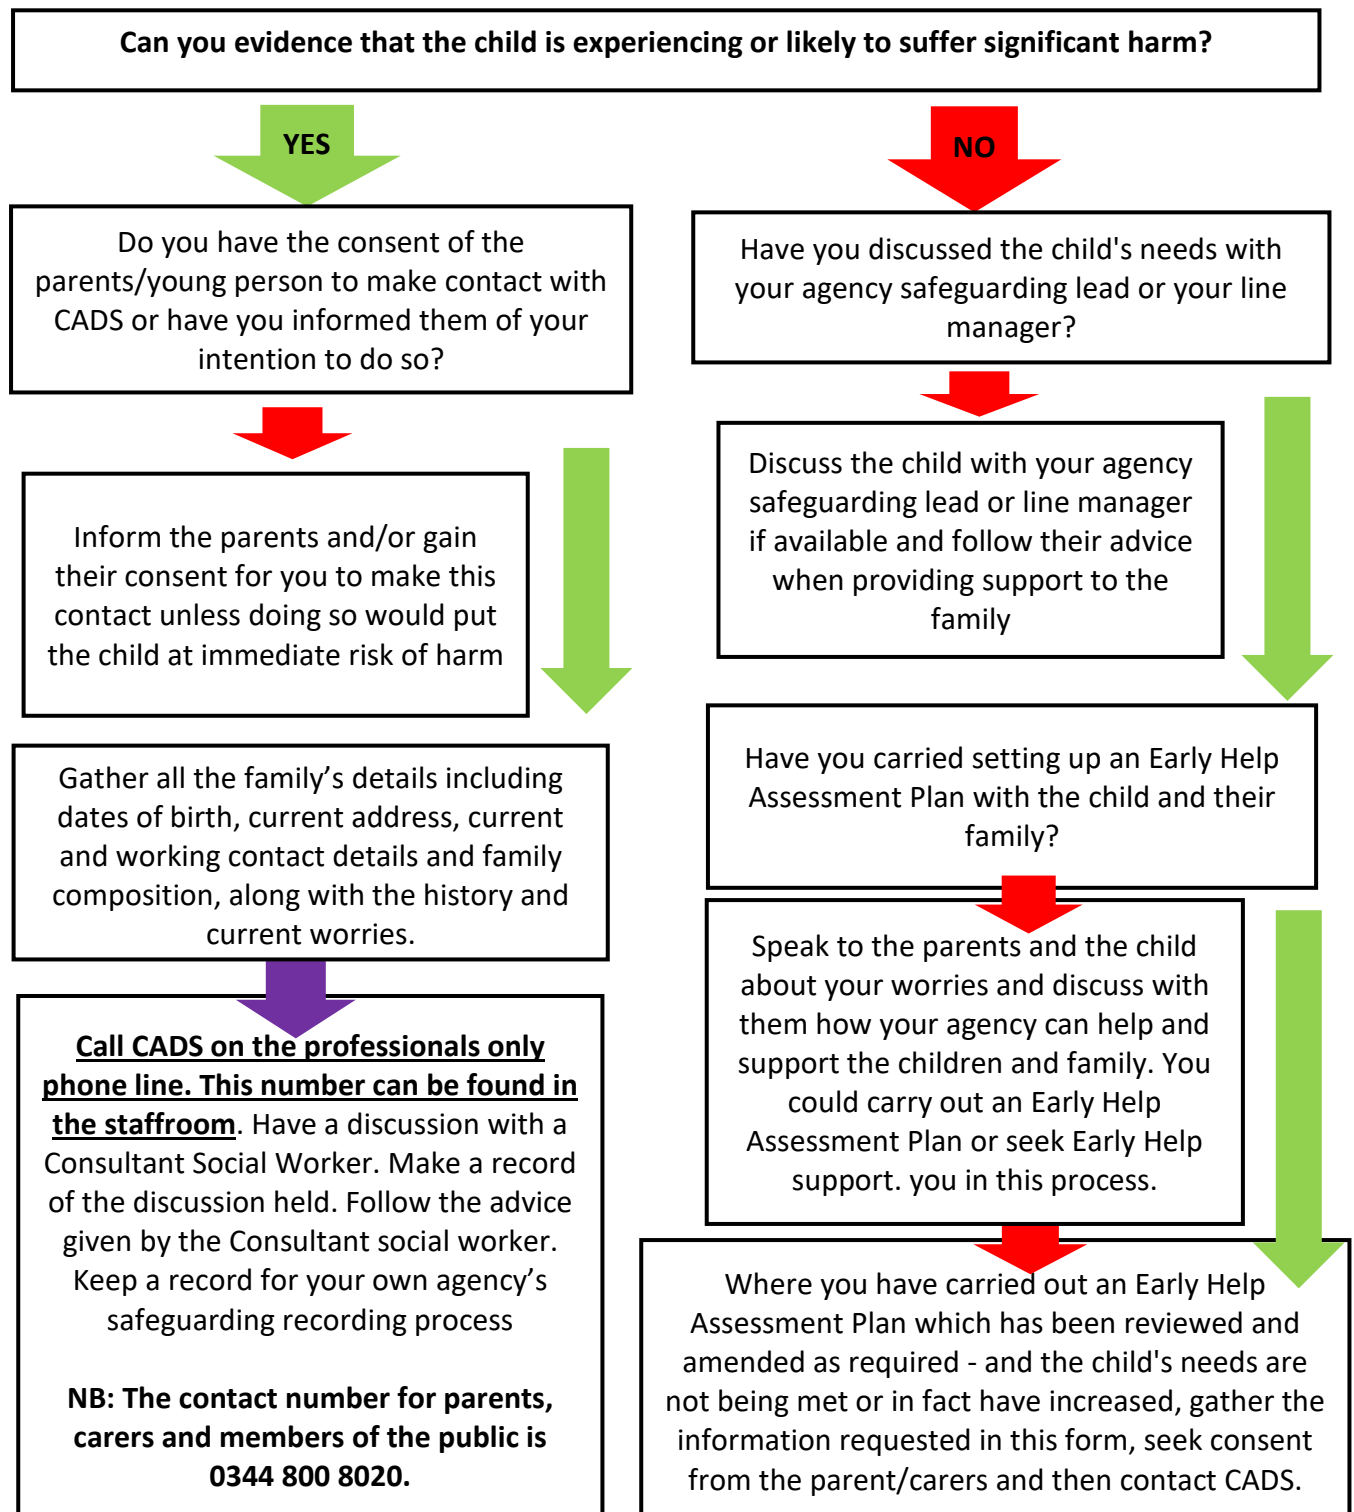 Can you evidence that the child is experiencing or likely to suffer significant harm?
YES
NO
Do you have the consent of the
parents/young person to make contact with
CADS or have you informed them of your
intention to do so?
Have you discussed the child's needs with
your agency safeguarding lead or your line
manager?
Inform the parents and/or gain
their consent for you to make this
contact unless doing so would put
the child at immediate risk of harm
Discuss the child with your agency
safeguarding lead or line manager
if available and follow their advice
when providing support to the
family
Gather all the family’s details including
dates of birth, current address, current
and working contact details and family
composition, along with the history and
current worries.
Have you carried setting up an Early Help
Assessment Plan with the child and their
family?
Call CADS on the professionals only
phone line. This number can be found in
the staffroom. Have a discussion with a
Consultant Social Worker. Make a record
of the discussion held. Follow the advice
given by the Consultant social worker.
Keep a record for your own agency’s
safeguarding recording process
NB: The contact number for parents,
carers and members of the public is
0344 800 8020.
Speak to the parents and the child
about your worries and discuss with
them how your agency can help and
support the children and family. You
could carry out an Early Help
Assessment Plan or seek Early Help
support. you in this process.
Where you have carried out an Early Help
Assessment Plan which has been reviewed and
amended as required - and the child's needs are
not being met or in fact have increased, gather the
information requested in this form, seek consent
from the parent/carers and then contact CADS.